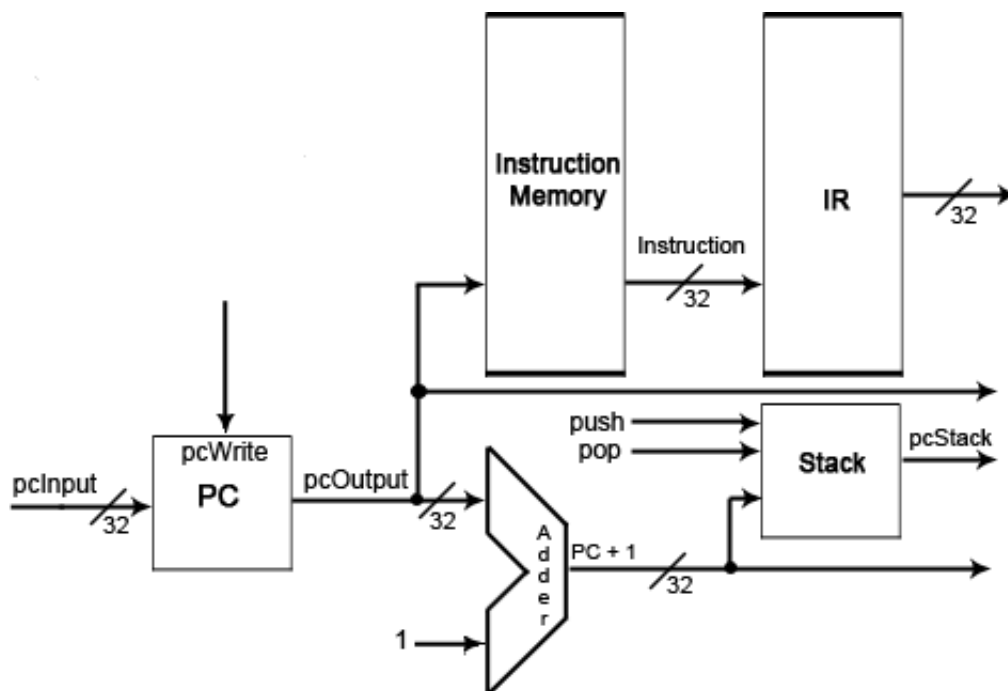 Instruction
Memory
IR
32
Instruction
32
push
pop
pcStack
Stack
pcWrite
PC
pcInput
32
pcOutput
32
Adder
PC + 1
32
1